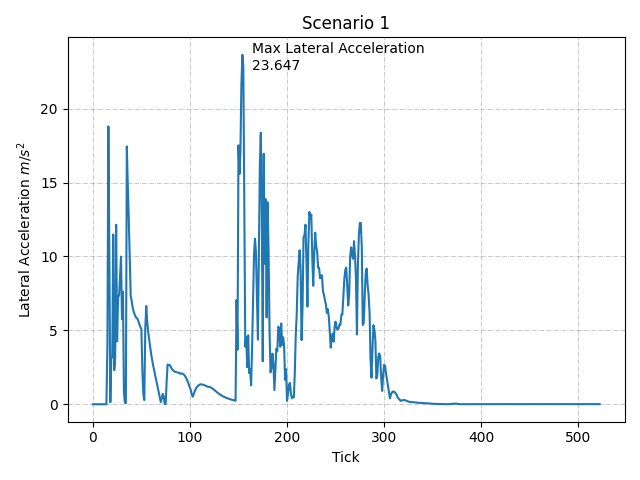 Scenario 1
Max Lateral Acceleration
23.647
Lateral Acceleration m/s²
20
15
10
5
0
0 100 200 300 400 500
Tick